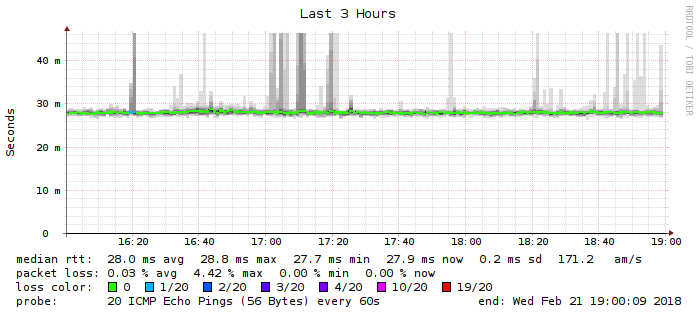 Last 3 Hours
RRDTOOL / TOBI OETIKER
Seconds
40 m
30 m
20 m
10 m
0
16:20 16:40 17:00 17:20 17:40 18:00 18:20 18:40 19:00
median rtt: 28.0 ms avg 28.8 ms max 27.7 ms min 27.9 ms now 0.2 ms sd 171.2 am/s
packet loss: 0.03 % avg 4.42 % max 0.00 % min 0.00 % now
loss color: 0 1/20 2/20 3/20 4/20 10/20 19/20
probe: 20 ICMP Echo Pings (56 Bytes) every 60s end: Wed Feb 21 19:00:09 2018